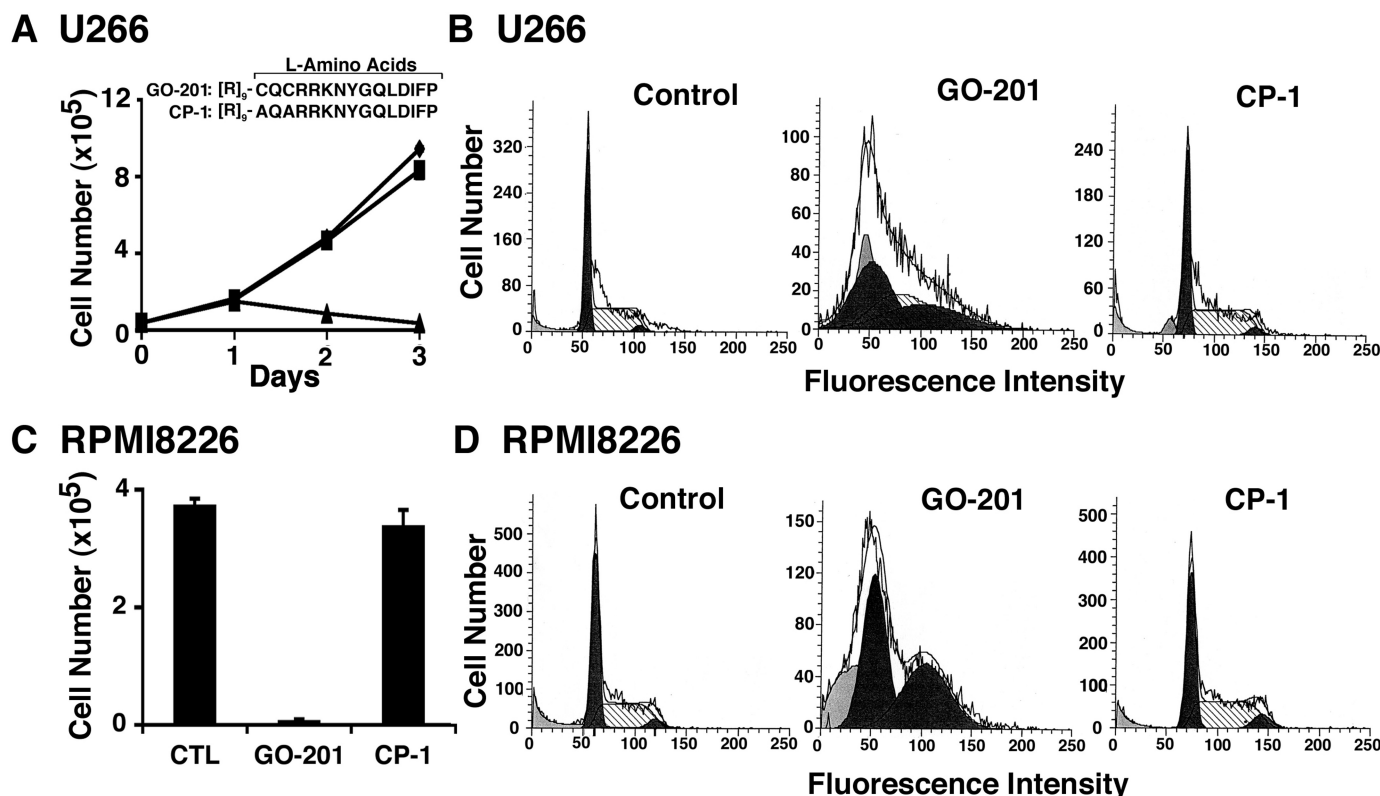 A U266
L-Amino Acids
GO-201: [R]9-CQCRRKNYGQLDIFP
CP-1: [R]9-AQARRKNYGQLDIFP
Cell Number (x10^5)
12
8
4
0
0 1 2 3
Days
B U266
Control
Cell Number
320
240
160
80
0
0 50 100 150 200 250
GO-201
100
80
60
40
20
0
0 50 100 150 200 250
CP-1
240
180
120
60
0
0 50 100 150 200 250
Fluorescence Intensity
C RPMI8226
Cell Number (x10^5)
4
2
0
CTL GO-201 CP-1
D RPMI8226
Control
Cell Number
500
400
300
200
100
0
0 50 100 150 200 250
GO-201
150
120
80
40
0
0 50 100 150 200 250
CP-1
500
400
300
200
100
0
0 50 100 150 200 250
Fluorescence Intensity